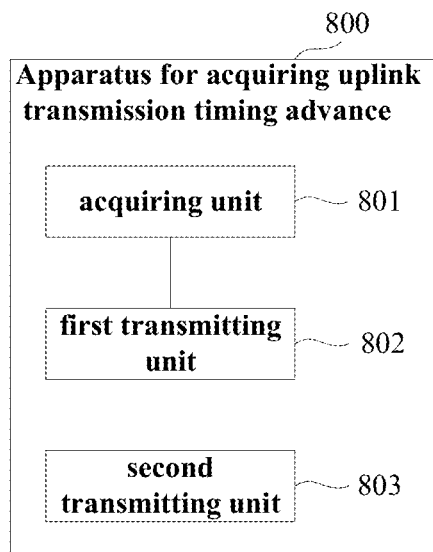 800
Apparatus for acquiring uplink
transmission timing advance
acquiring unit
801
first transmitting
unit
802
second
transmitting unit
803